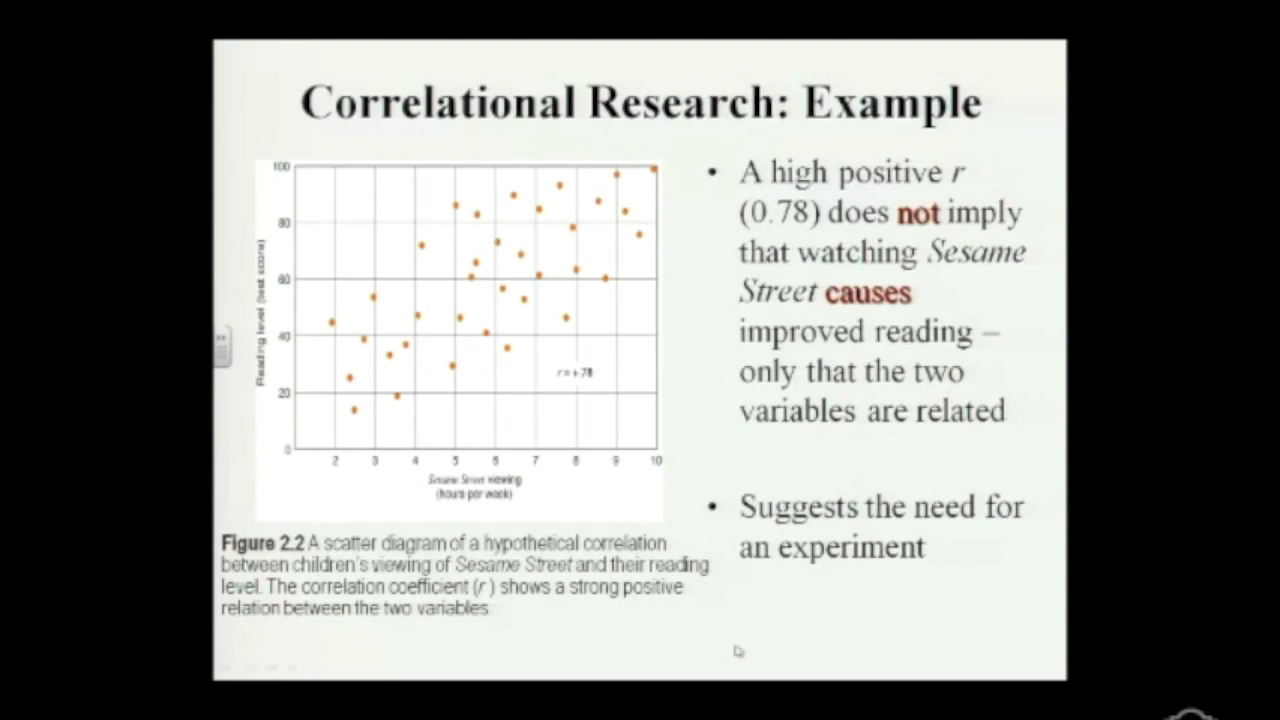 Correlational Research: Example
100
80
60
40
20
0
Reading level (test score)
r = +.78
2 3 4 5 6 7 8 9 10
Sesame Street viewing
(hours per week)
Figure 2.2 A scatter diagram of a hypothetical correlation
between children's viewing of Sesame Street and their reading
level. The correlation coefficient (r ) shows a strong positive
relation between the two variables.
• A high positive r
(0.78) does not imply
that watching Sesame
Street causes
improved reading –
only that the two
variables are related
• Suggests the need for
an experiment